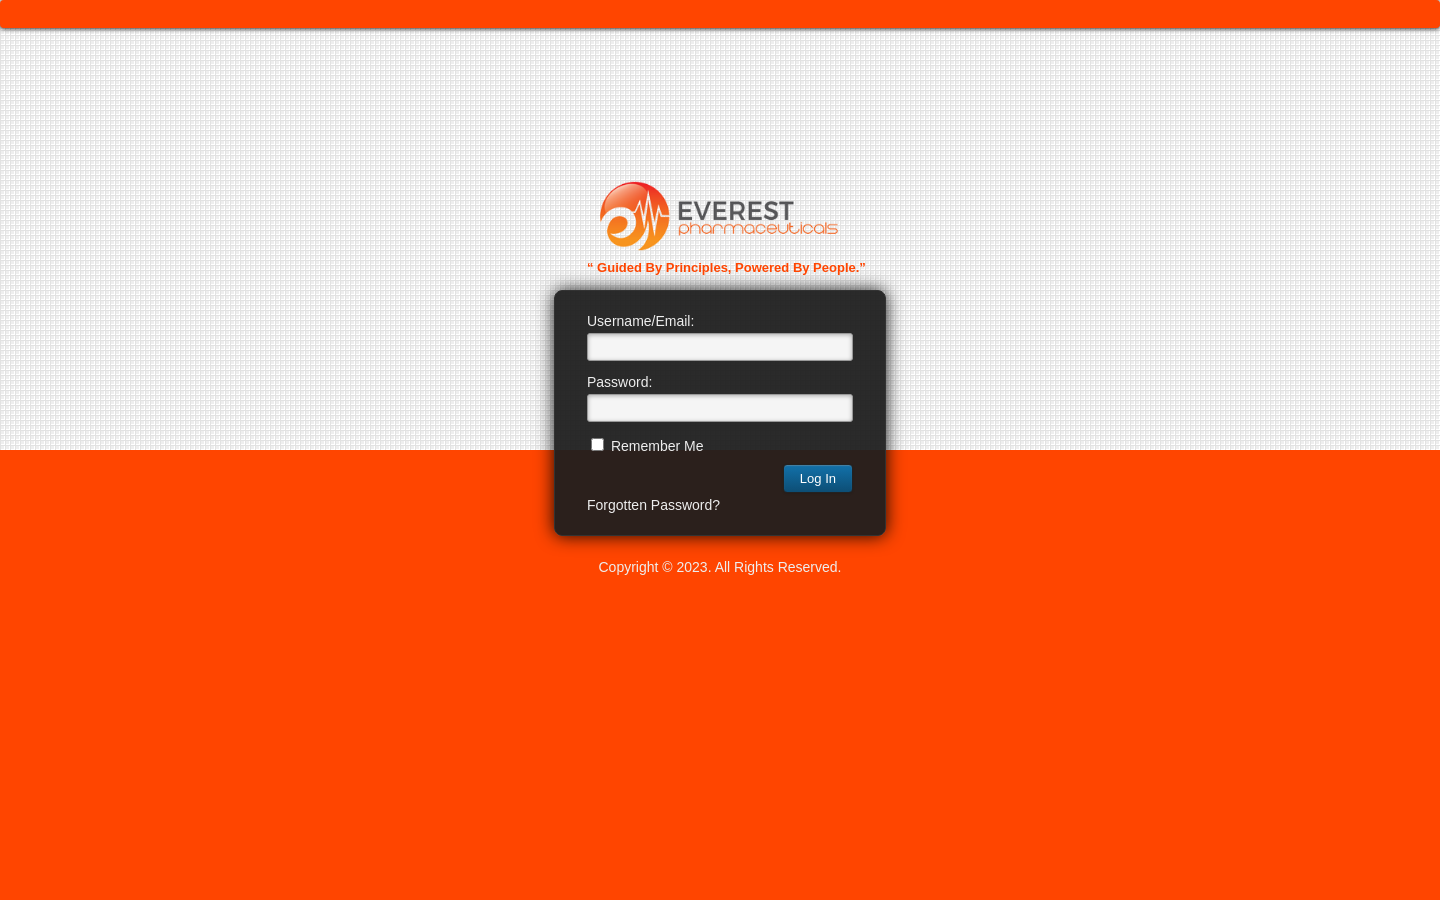 EVEREST
pharmaceuticals
“ Guided By Principles, Powered By People.”
Username/Email:
Password:
Remember Me
Log In
Forgotten Password?
Copyright © 2023. All Rights Reserved.